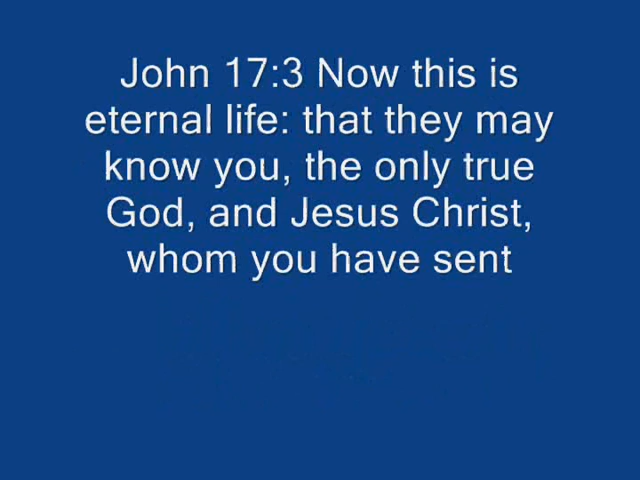 John 17:3 Now this is
eternal life: that they may
know you, the only true
God, and Jesus Christ,
whom you have sent